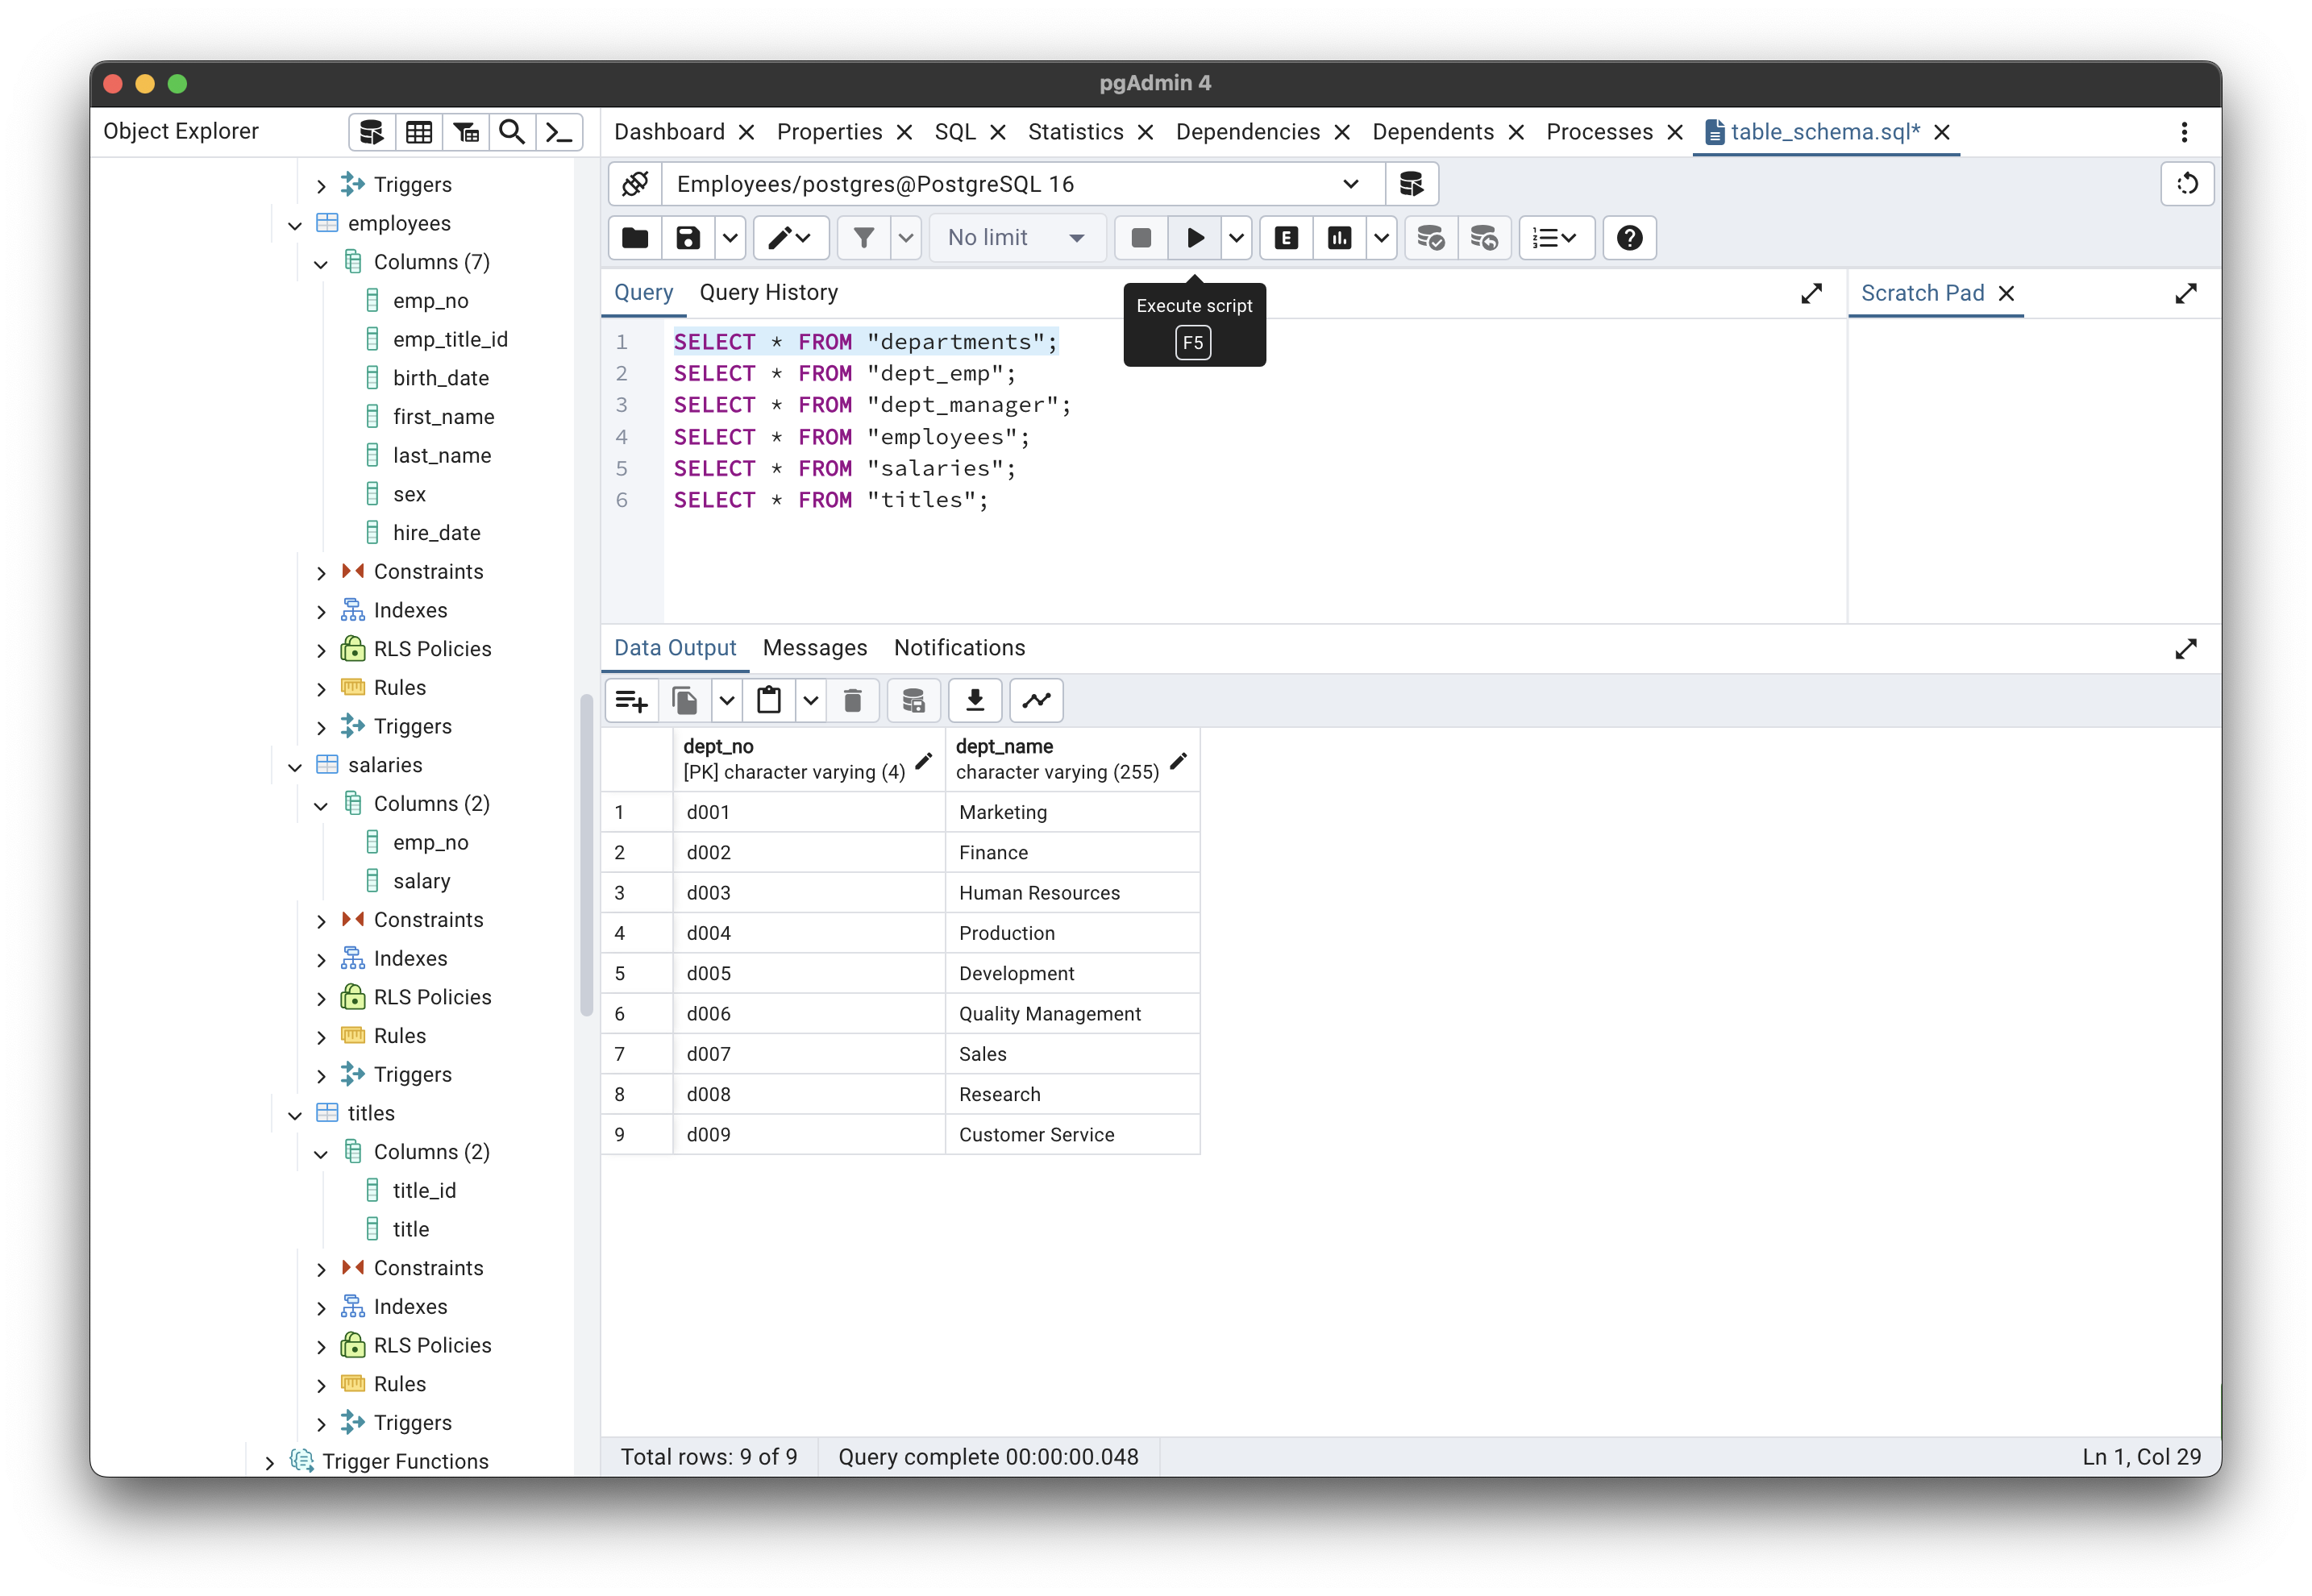 pgAdmin 4
Object Explorer
Triggers
employees
Columns (7)
emp_no
emp_title_id
birth_date
first_name
last_name
sex
hire_date
Constraints
Indexes
RLS Policies
Rules
Triggers
salaries
Columns (2)
emp_no
salary
Constraints
Indexes
RLS Policies
Rules
Triggers
titles
Columns (2)
title_id
title
Constraints
Indexes
RLS Policies
Rules
Triggers
Trigger Functions
Dashboard Properties SQL Statistics Dependencies Dependents Processes table_schema.sql*
Employees/postgres@PostgreSQL 16
No limit
E
Execute script
F5
Query Query History
Scratch Pad
1 SELECT * FROM "departments";
2 SELECT * FROM "dept_emp";
3 SELECT * FROM "dept_manager";
4 SELECT * FROM "employees";
5 SELECT * FROM "salaries";
6 SELECT * FROM "titles";
Data Output Messages Notifications
dept_no dept_name
[PK] character varying (4) character varying (255)
1 d001 Marketing
2 d002 Finance
3 d003 Human Resources
4 d004 Production
5 d005 Development
6 d006 Quality Management
7 d007 Sales
8 d008 Research
9 d009 Customer Service
Total rows: 9 of 9 Query complete 00:00:00.048 Ln 1, Col 29